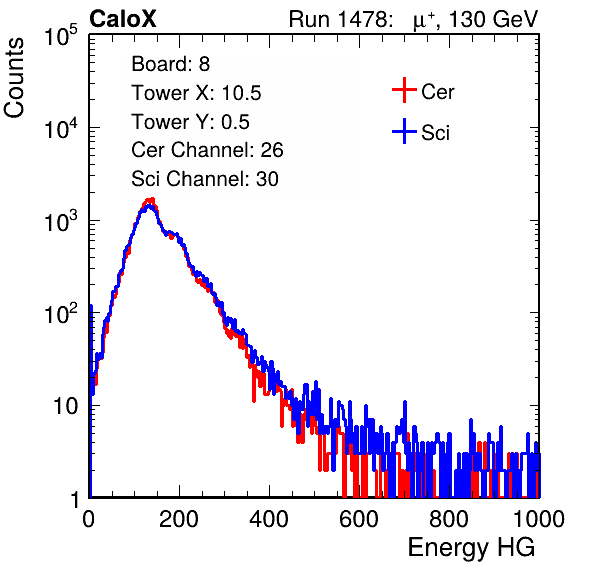 CaloX Run 1478: μ⁺, 130 GeV
Counts
10⁵
10⁴
10³
10²
10
1
Board: 8
Tower X: 10.5
Tower Y: 0.5
Cer Channel: 26
Sci Channel: 30
Cer
Sci
0 200 400 600 800 1000
Energy HG